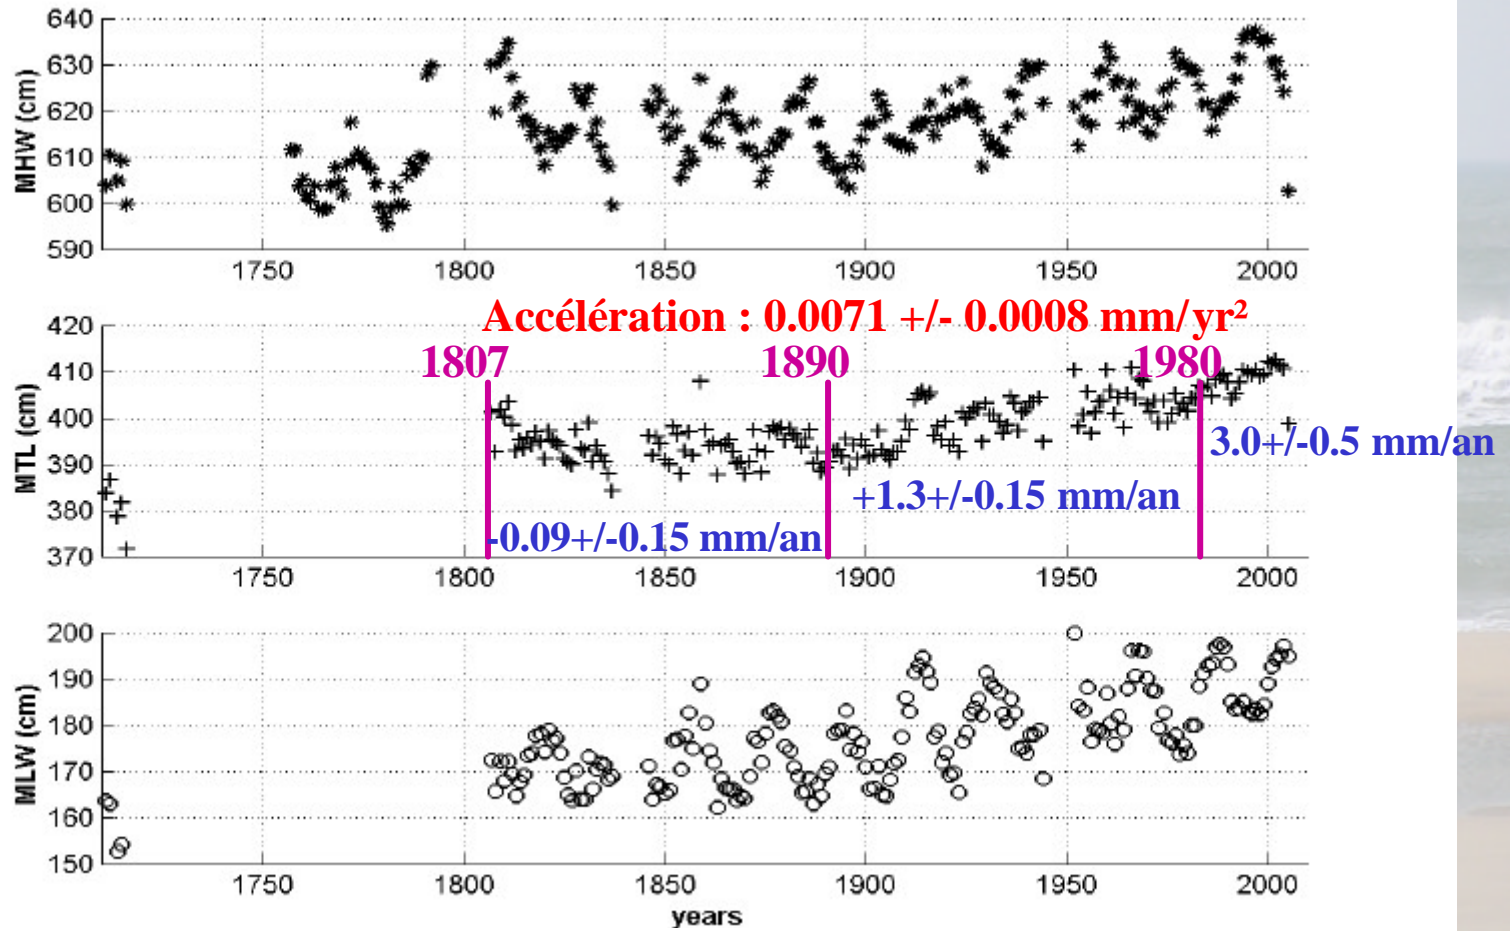 640
630
620
610
600
590
MHW (cm)
1750 1800 1850 1900 1950 2000
Accélération : 0.0071 +/- 0.0008 mm/yr²
1807 1890 1980
420
410
400
390
380
370
MTL (cm)
3.0+/-0.5 mm/an
+1.3+/-0.15 mm/an
-0.09+/-0.15 mm/an
1750 1800 1850 1900 1950 2000
200
190
180
170
160
150
MLW (cm)
1750 1800 1850 1900 1950 2000
years